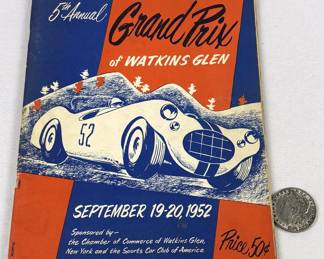 5th Annual
Grand Prix
of WATKINS GLEN
52
SEPTEMBER 19-20, 1952
Sponsored by—
the Chamber of Commerce of Watkins Glen,
New York and the Sports Car Club of America
Price, 50¢